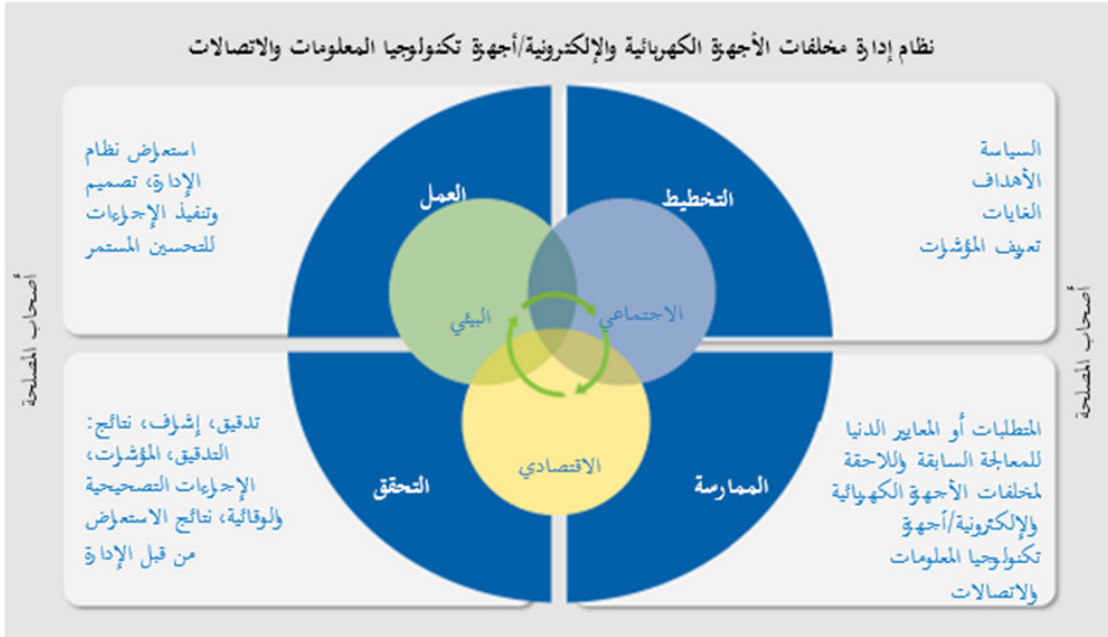 نظام إدارة مخلفات الأجهزة الكهربائية والإلكترونية/أجهزة تكنولوجيا المعلومات والاتصالات
السياسة
الأهداف
الغايات
تعريف المؤشرات
التخطيط
العمل
استعراض نظام
الإدارة، تصميم
وتنفيذ الإجراءات
للتحسين المستمر
الاجتماعي
البيئي
الاقتصادي
أصحاب المصلحة
أصحاب المصلحة
المتطلبات أو المعايير الدنيا
للمعالجة السابقة واللاحقة
لمخلفات الأجهزة الكهربائية
والإلكترونية/أجهزة
تكنولوجيا المعلومات
والاتصالات
الممارسة
التحقق
تدقيق، إشراف، نتائج:
التدقيق، المؤشرات،
الإجراءات التصحيحية
والوقائية، نتائج الاستعراض
من قبل الإدارة